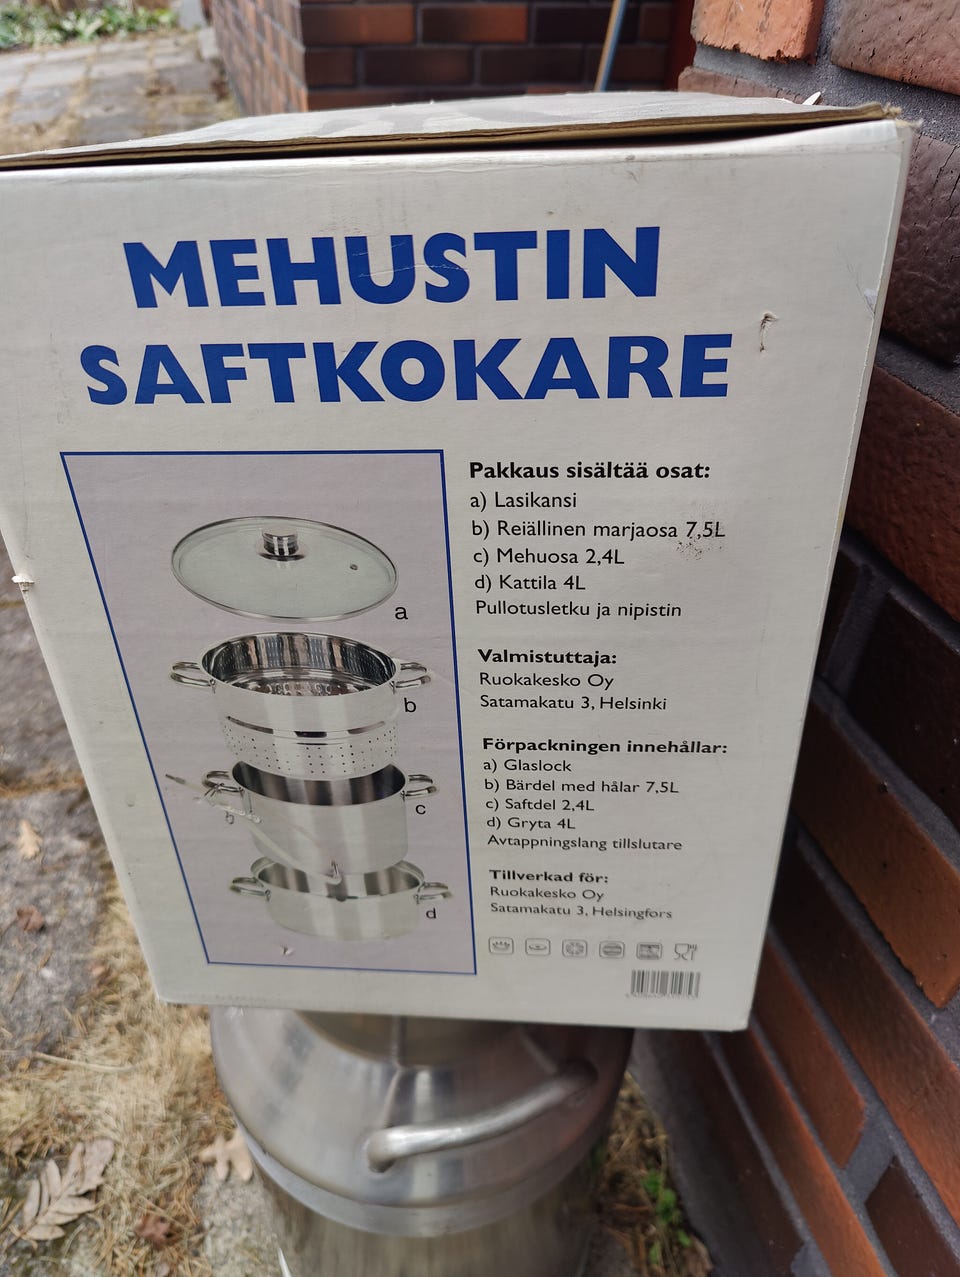 MEHUSTIN
SAFTKOKARE
Pakkaus sisältää osat:
a) Lasikansi
b) Reiällinen marjaosa 7,5L
c) Mehuosa 2,4L
d) Kattila 4L
Pullotusletku ja nipistin
Valmistuttaja:
Ruokakesko Oy
Satamakatu 3, Helsinki
Förpackningen innehållar:
a) Glaslock
b) Bärdel med hålar 7,5L
c) Saftdel 2,4L
d) Gryta 4L
Avtappningslang tillslutare
Tillverkad för:
Ruokakesko Oy
Satamakatu 3, Helsingfors
a
b
c
d